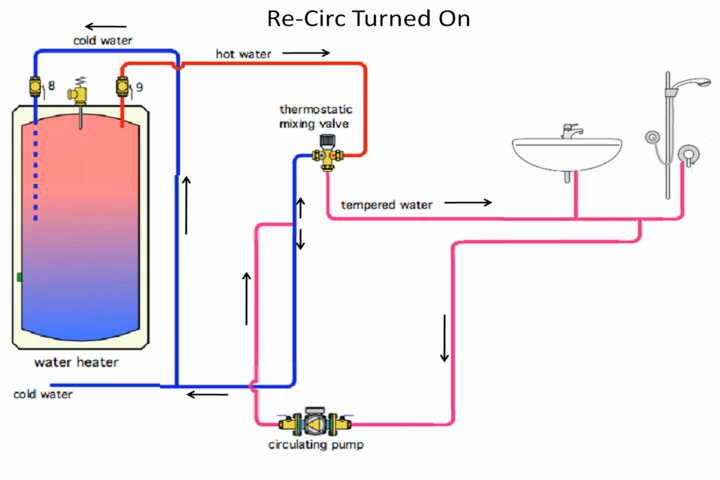 Re-Circ Turned On
cold water
hot water
8
9
thermostatic
mixing valve
tempered water
water heater
cold water
circulating pump